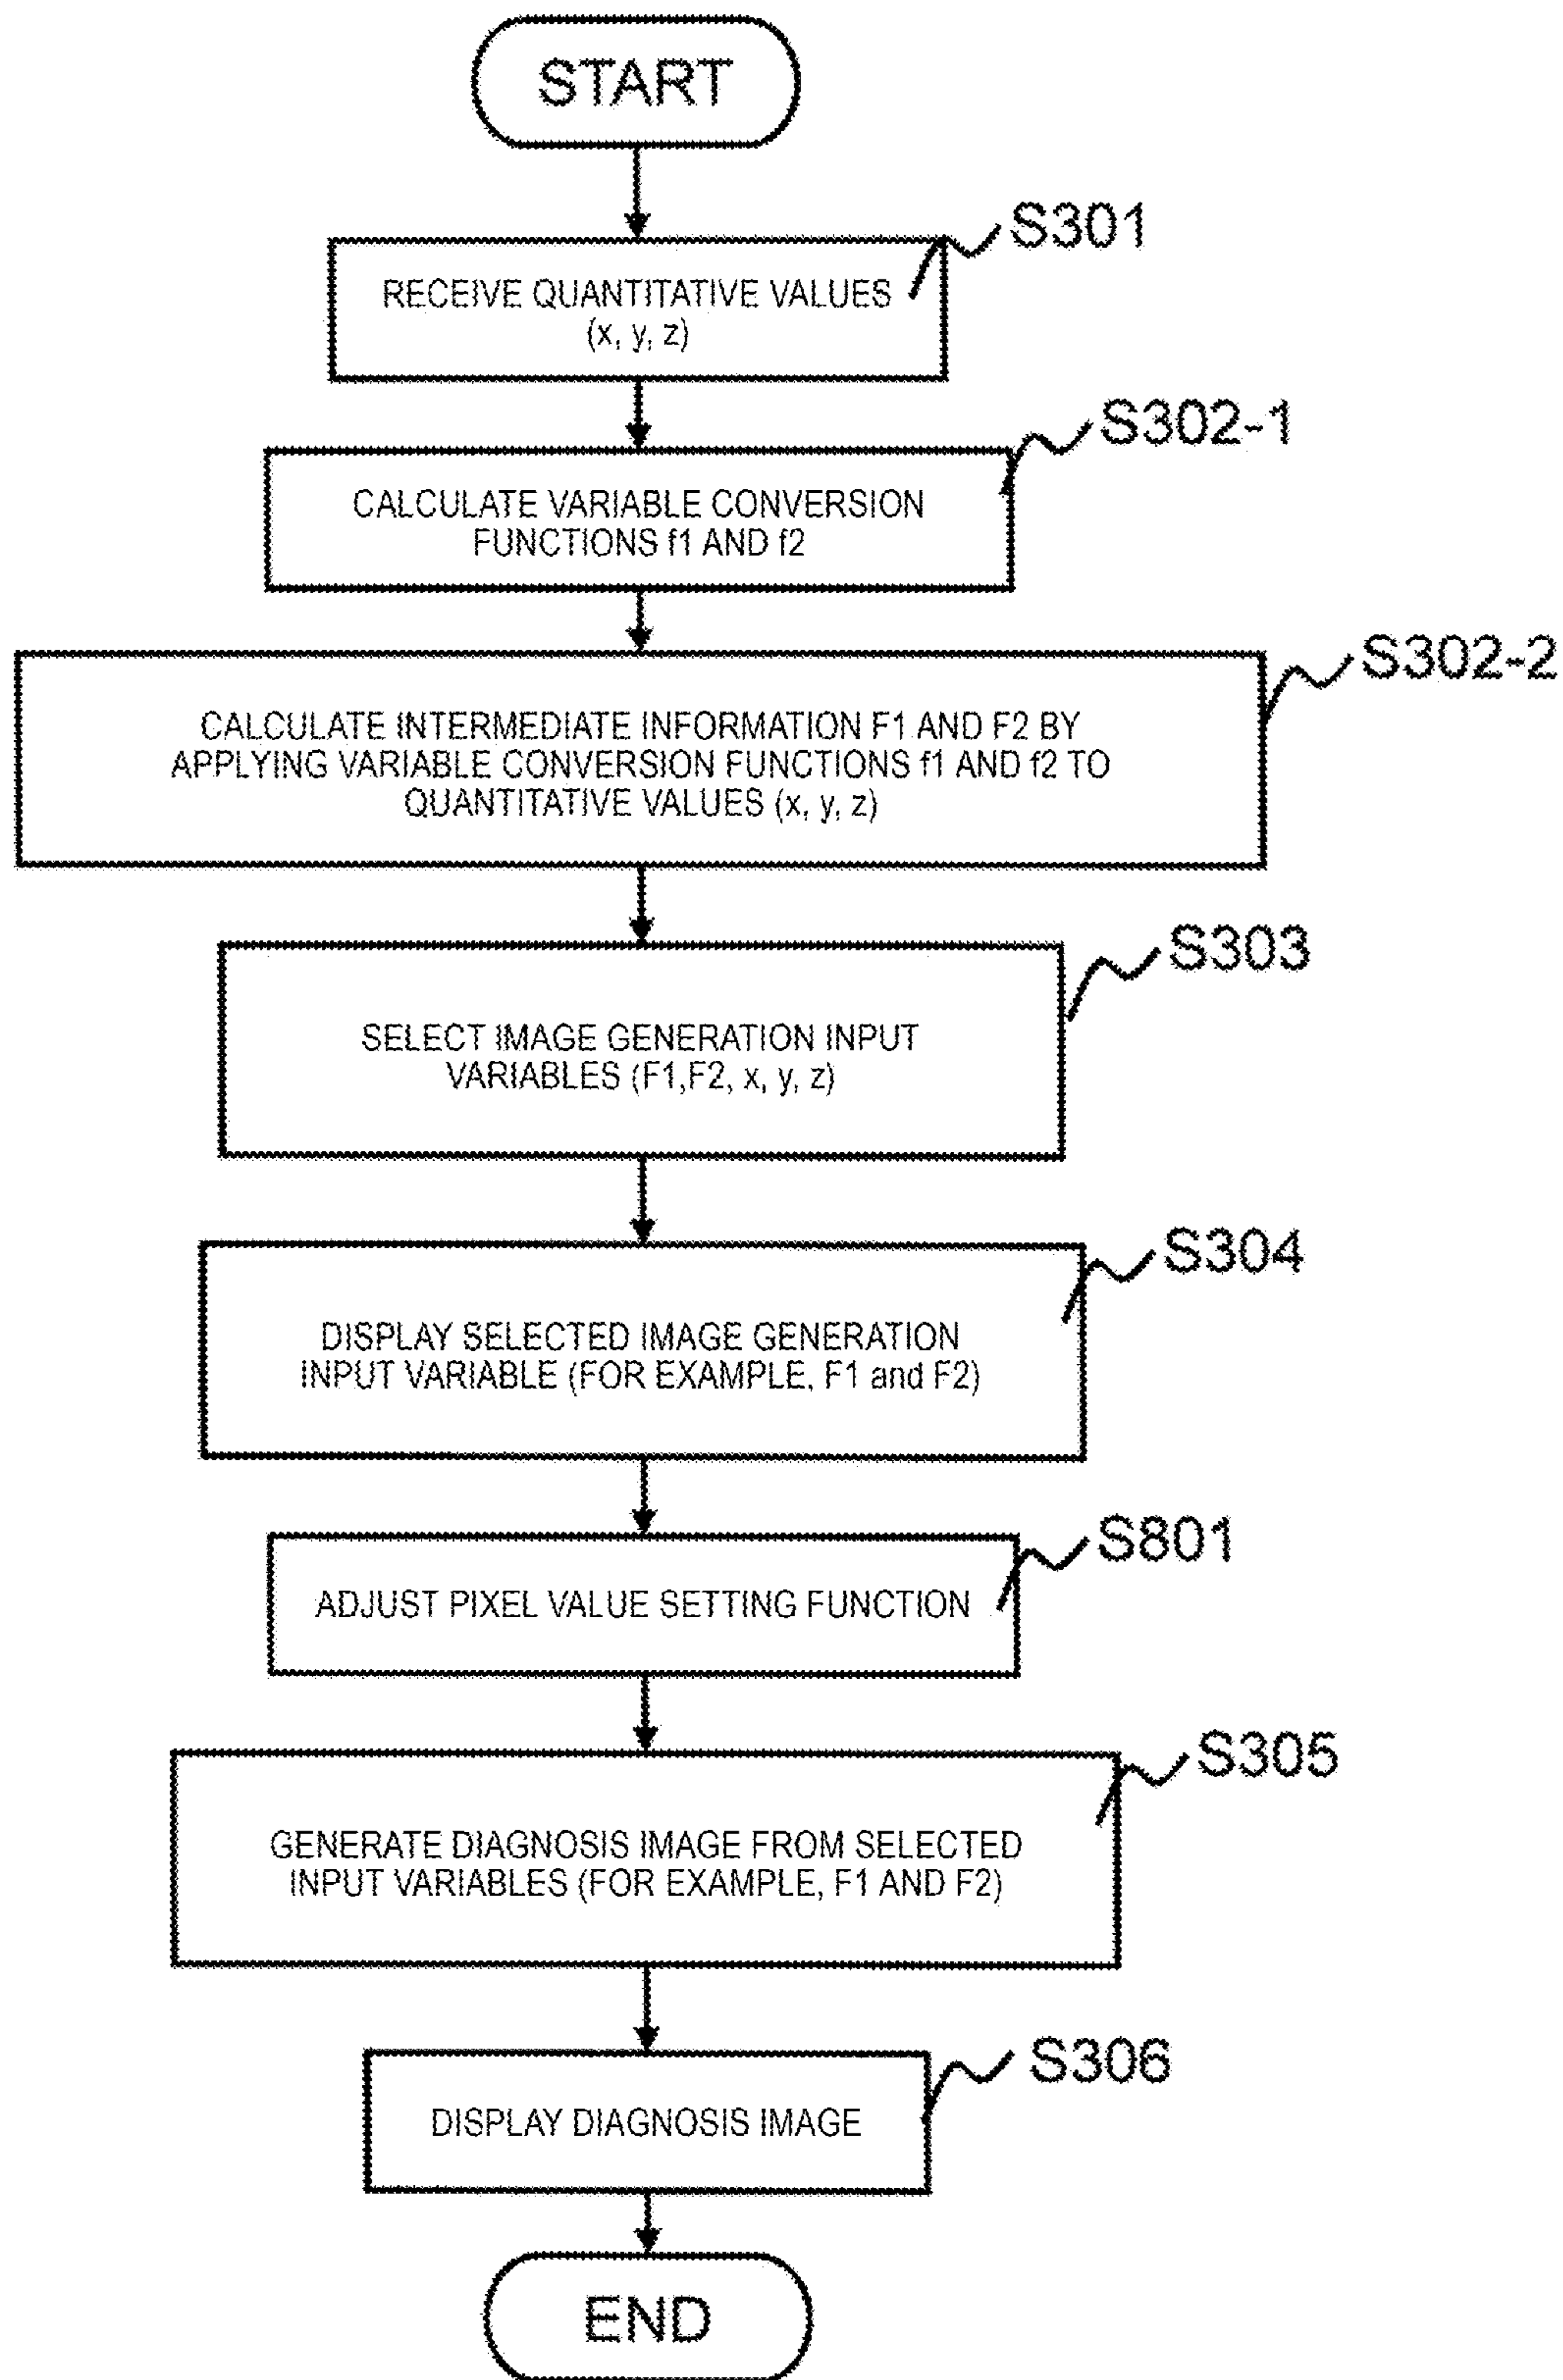 START
S301
RECEIVE QUANTITATIVE VALUES
(x, y, z)
S302-1
CALCULATE VARIABLE CONVERSION
FUNCTIONS f1 AND f2
S302-2
CALCULATE INTERMEDIATE INFORMATION F1 AND F2 BY
APPLYING VARIABLE CONVERSION FUNCTIONS f1 AND f2 TO
QUANTITATIVE VALUES (x, y, z)
S303
SELECT IMAGE GENERATION INPUT
VARIABLES (F1,F2, x, y, z)
S304
DISPLAY SELECTED IMAGE GENERATION
INPUT VARIABLE (FOR EXAMPLE, F1 and F2)
S801
ADJUST PIXEL VALUE SETTING FUNCTION
S305
GENERATE DIAGNOSIS IMAGE FROM SELECTED
INPUT VARIABLES (FOR EXAMPLE, F1 AND F2)
S306
DISPLAY DIAGNOSIS IMAGE
END